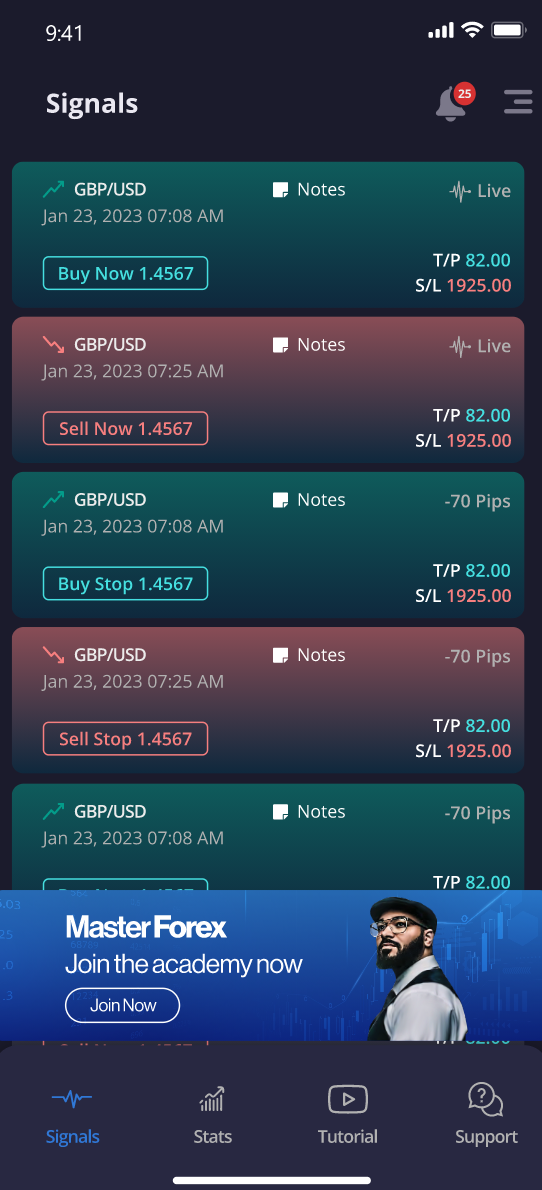 9:41
Signals
25
GBP/USD Notes Live
Jan 23, 2023 07:08 AM
T/P 82.00
Buy Now 1.4567
S/L 1925.00
GBP/USD Notes Live
Jan 23, 2023 07:25 AM
T/P 82.00
Sell Now 1.4567
S/L 1925.00
GBP/USD Notes -70 Pips
Jan 23, 2023 07:08 AM
T/P 82.00
Buy Stop 1.4567
S/L 1925.00
GBP/USD Notes -70 Pips
Jan 23, 2023 07:25 AM
T/P 82.00
Sell Stop 1.4567
S/L 1925.00
GBP/USD Notes -70 Pips
Jan 23, 2023 07:08 AM
T/P 82.00
Master Forex
Join the academy now
Join Now
Signals Stats Tutorial Support